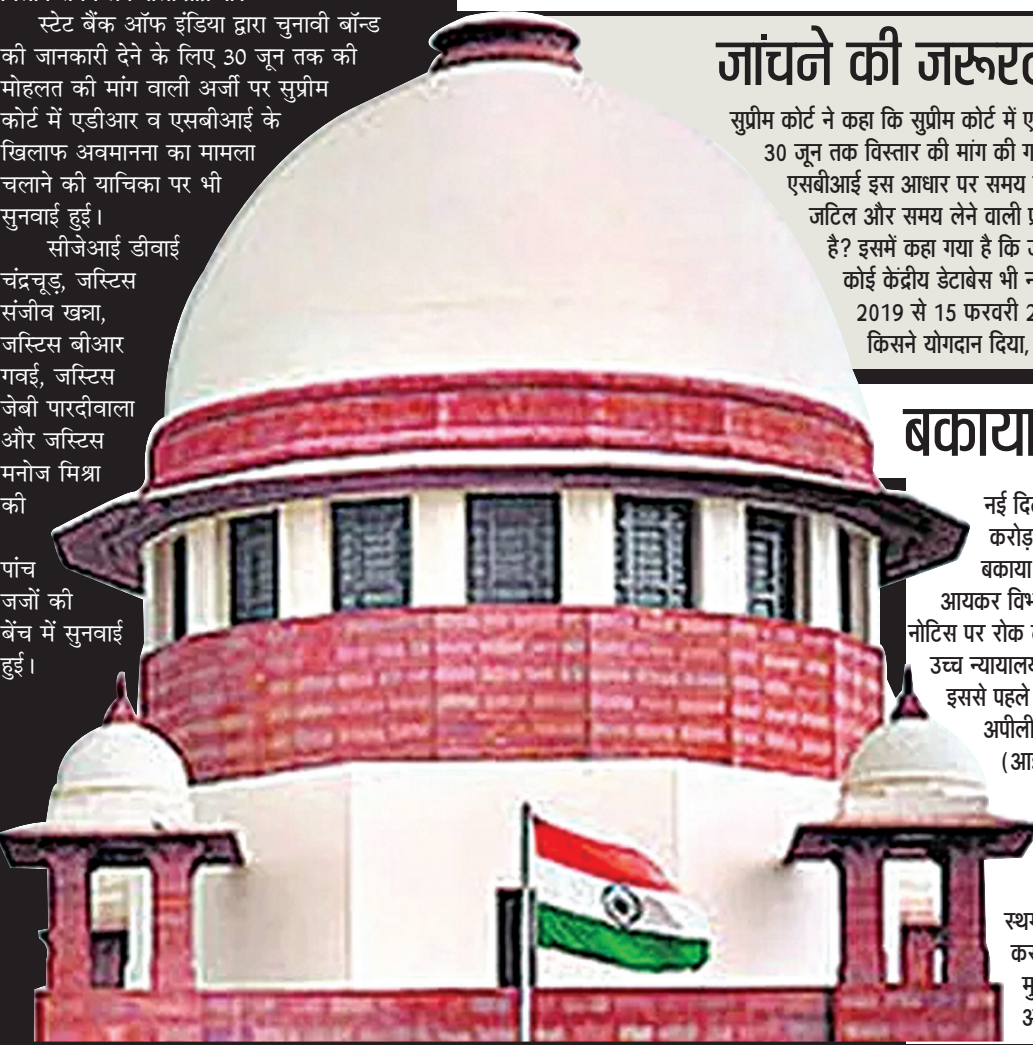 स्टेट बैंक ऑफ इंडिया द्वारा चुनावी बॉन्ड
की जानकारी देने के लिए 30 जून तक की
मोहलत की मांग वाली अर्जी पर सुप्रीम
कोर्ट में एडीआर व एसबीआई के
खिलाफ अवमानना का मामला
चलाने की याचिका पर भी
सुनवाई हुई।
सीजेआई डीवाई
चंद्रचूड़, जस्टिस
संजीव खन्ना,
जस्टिस बीआर
गवई, जस्टिस
जेबी पारदीवाला
और जस्टिस
मनोज मिश्रा
की
पांच
जजों की
बेंच में सुनवाई
हुई।
जांचने की जरूरत
सुप्रीम कोर्ट ने कहा कि सुप्रीम कोर्ट में
30 जून तक विस्तार की मांग की
एसबीआई इस आधार पर समय
जटिल और समय लेने वाली
है? इसमें कहा गया है कि
कोई केंद्रीय डेटाबेस भी
2019 से 15 फरवरी
किसने योगदान दिया,
बकाया
नई
करोड़
बकाया
आयकर
नोटिस पर रोक
उच्च न्यायालय
इससे पहले
अपीली